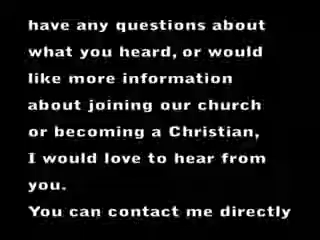 have any questions about
what you heard, or would
like more information
about joining our church
or becoming a Christian,
I would love to hear from
you.
You can contact me directly